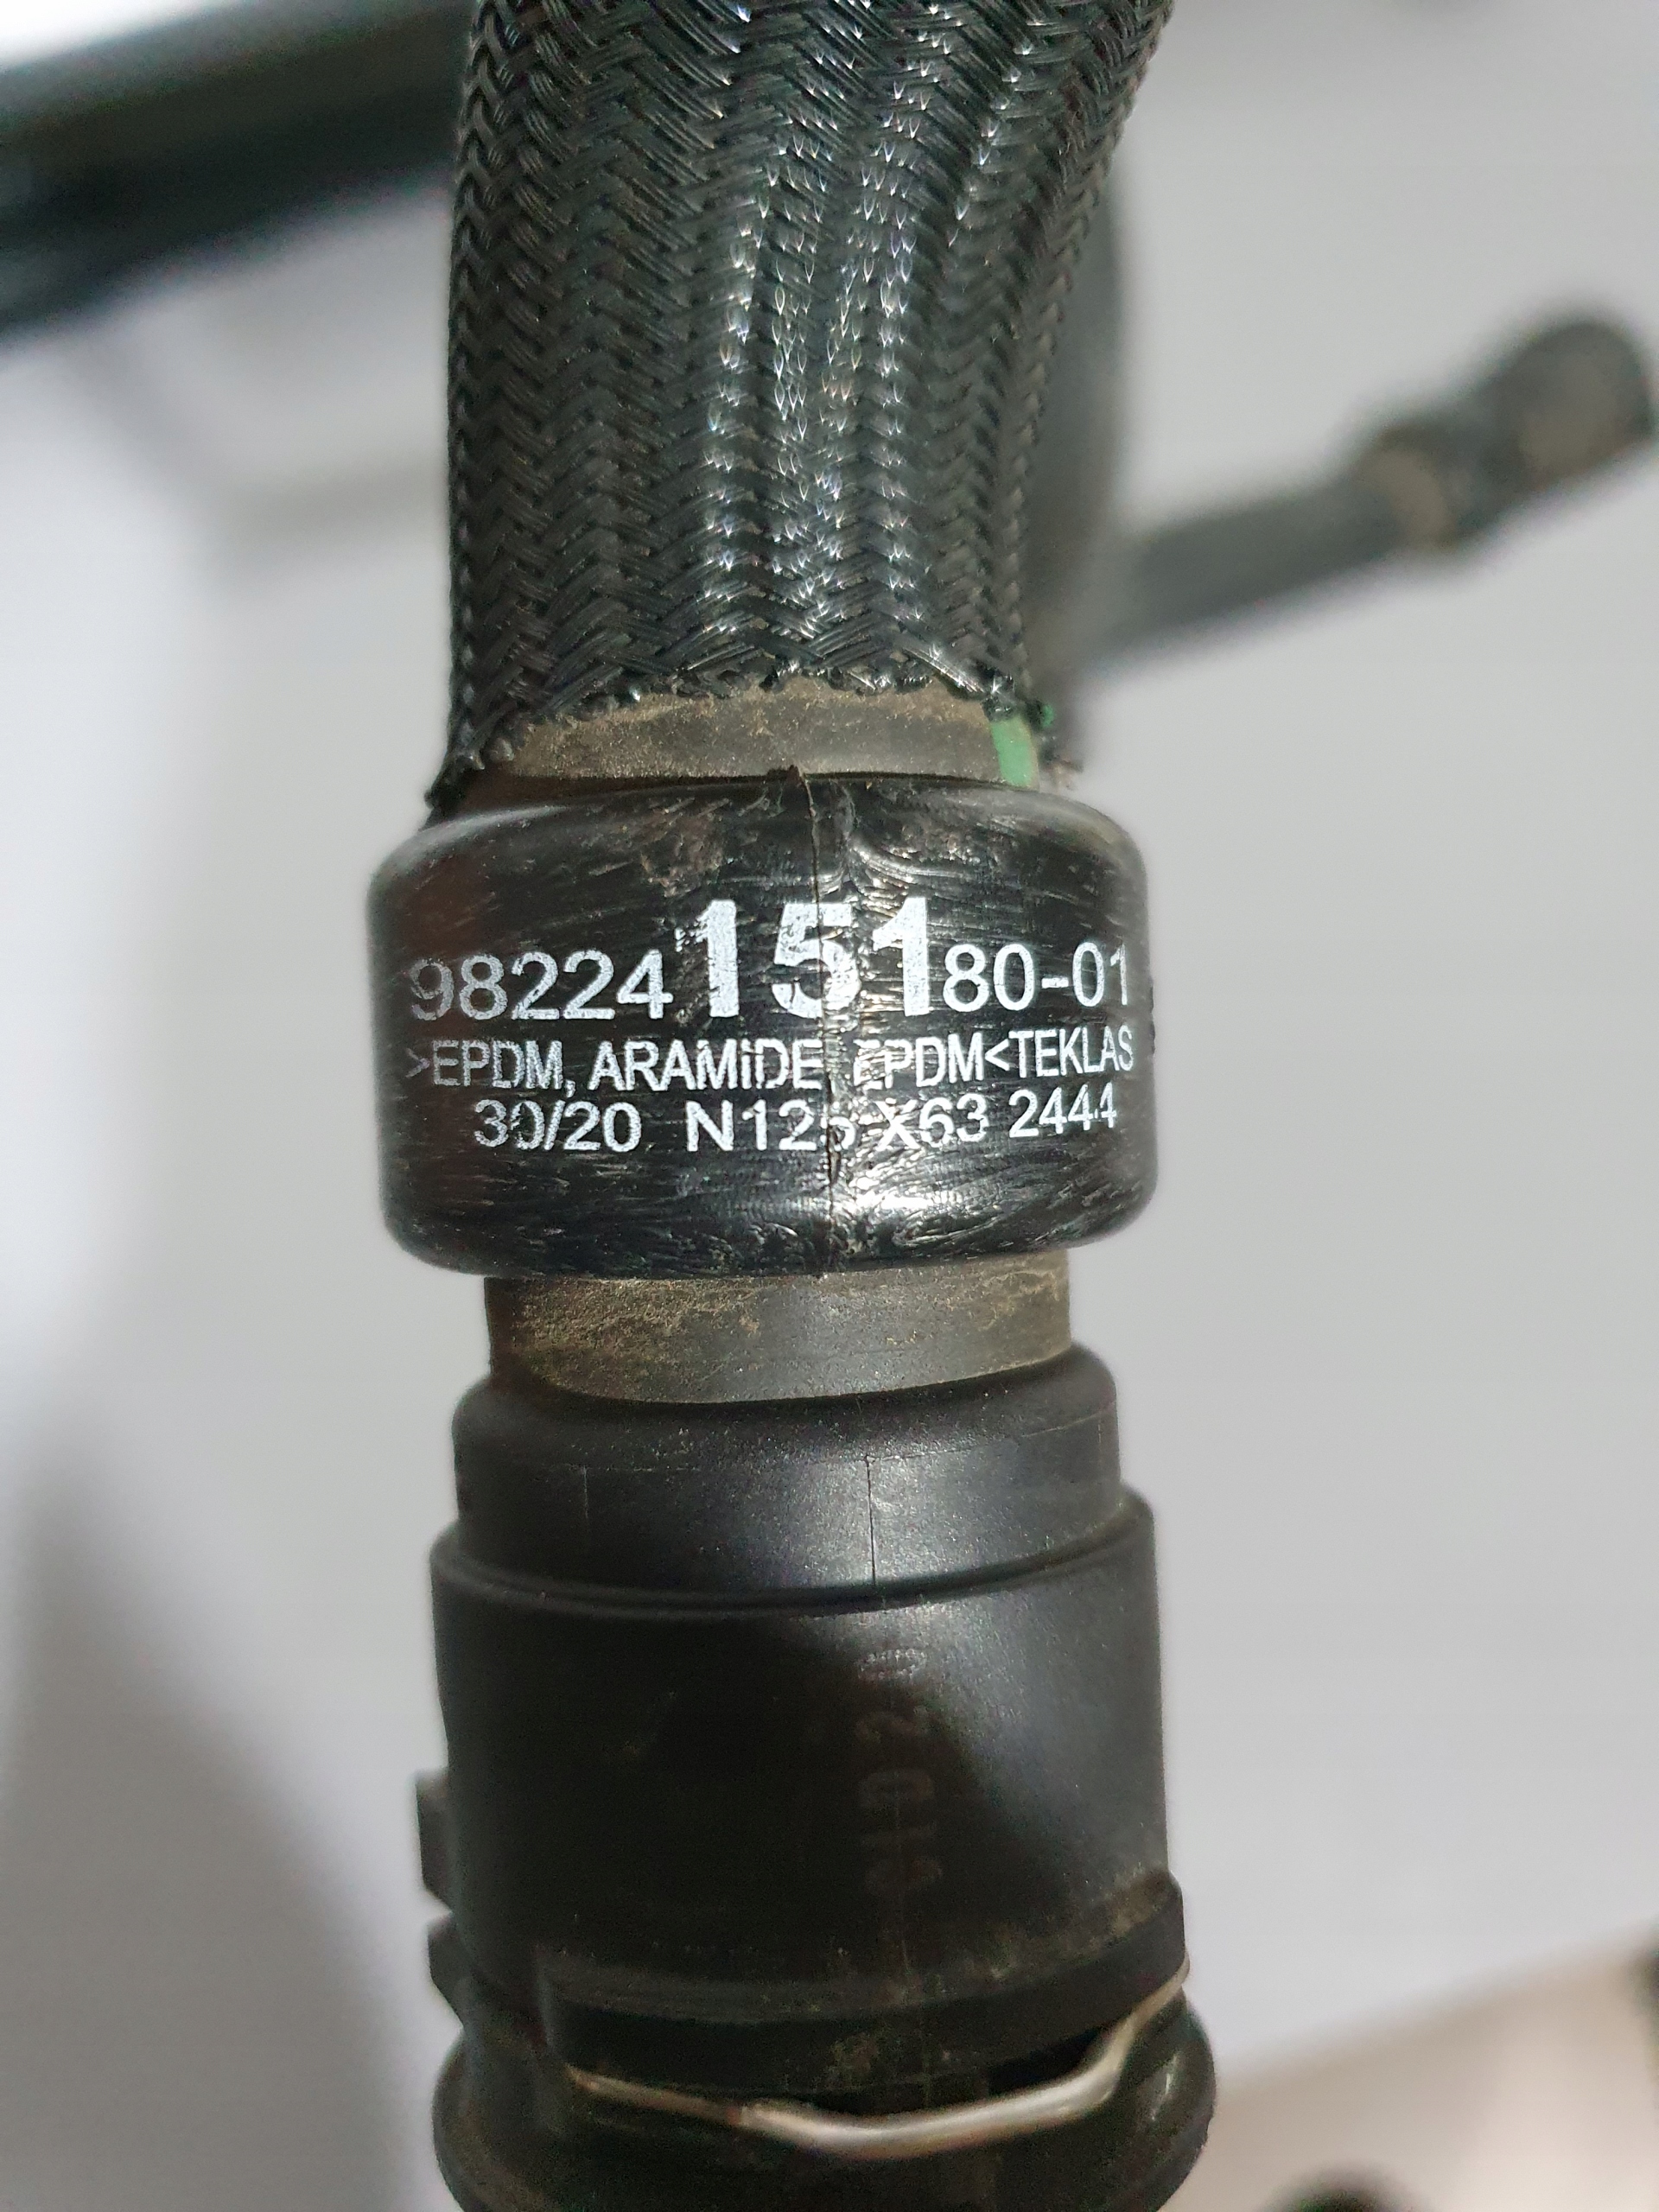 9822415180-01
>EPDM, ARAMiDE, EPDM<TEKLAS
30/20 N125 X63 2444